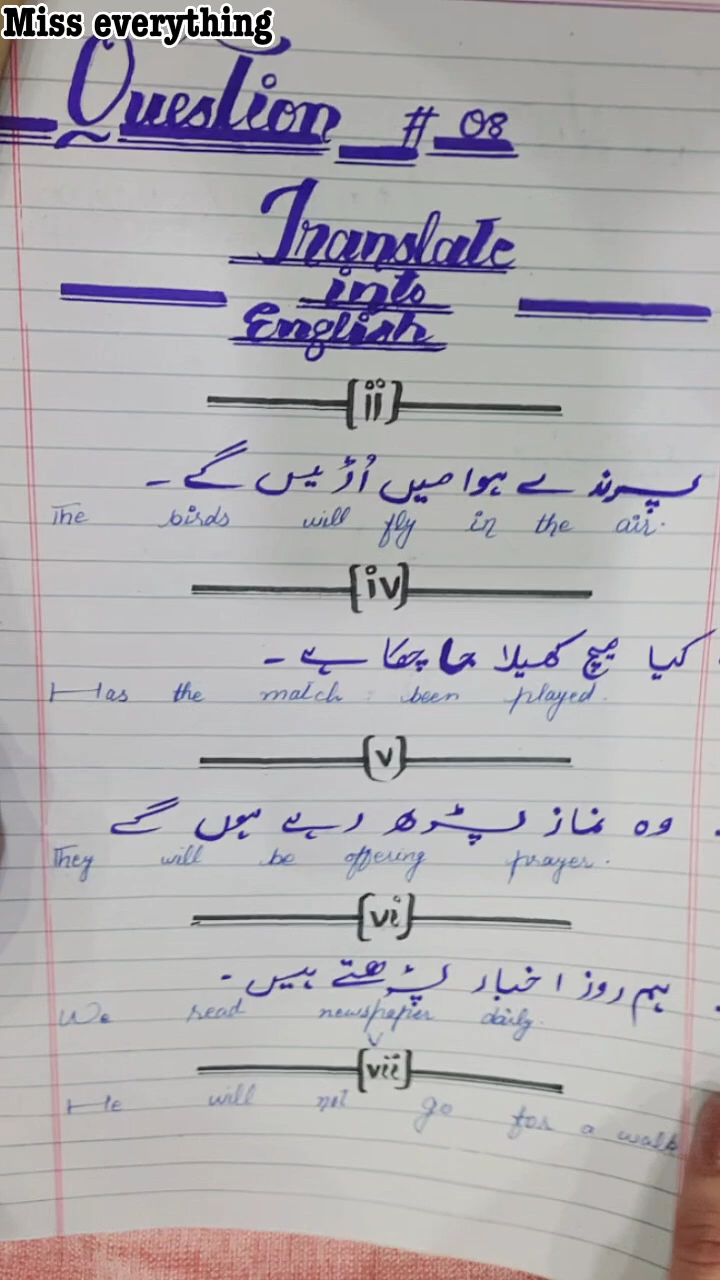 Miss everything
Question # 08
Translate
into
English
[ii]
پرندے ہوا میں اُڑیں گے ۔
The birds will fly in the air.
[iv]
کیا میچ کھیلا جا چکا ہے ۔
Has the match been played.
[v]
وہ نماز پڑھ رہے ہوں گے
They will be offering prayer.
[vi]
ہم روز اخبار پڑھتے ہیں ۔
We read newspaper daily.
[vii]
He will not go for a walk